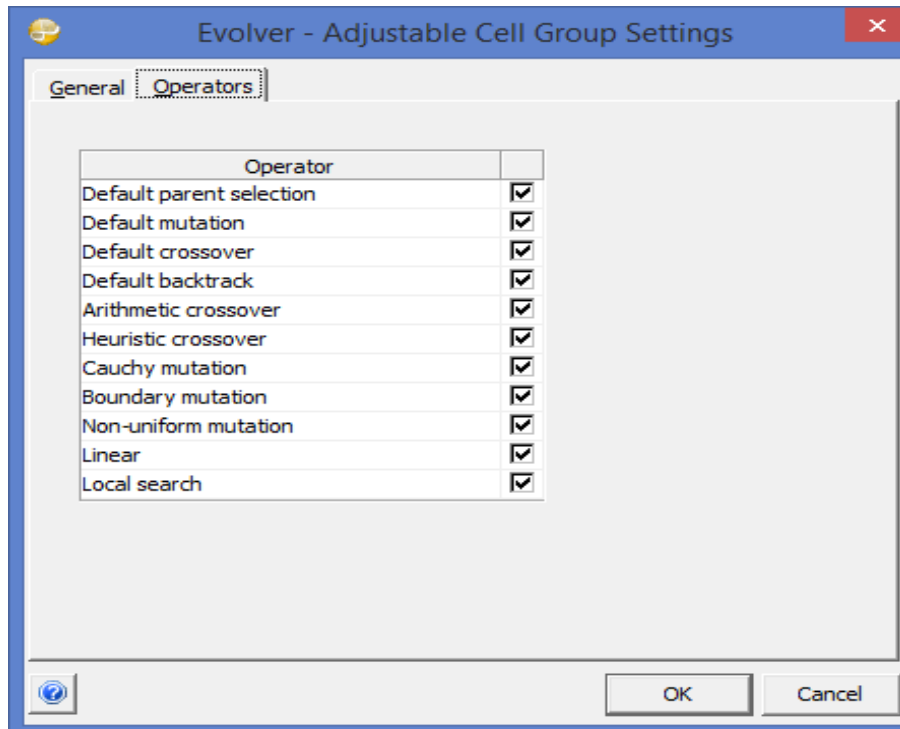 Evolver - Adjustable Cell Group Settings
General Operators
Operator
Default parent selection
Default mutation
Default crossover
Default backtrack
Arithmetic crossover
Heuristic crossover
Cauchy mutation
Boundary mutation
Non-uniform mutation
Linear
Local search
OK Cancel